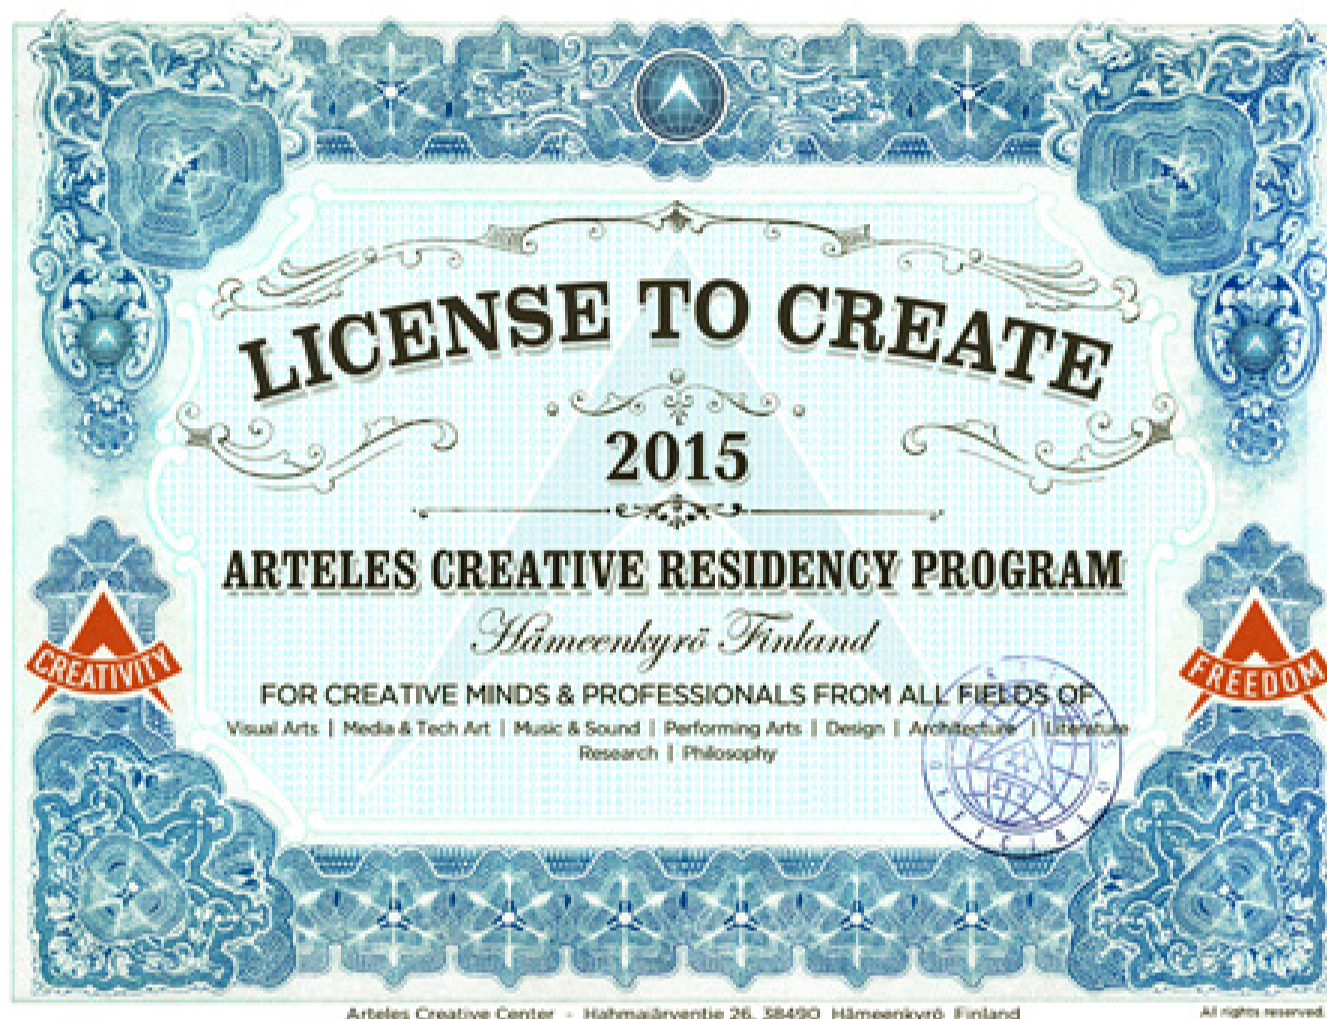 LICENSE TO CREATE
2015
ARTELES CREATIVE RESIDENCY PROGRAM
Hämeenkyrö Finland
CREATIVITY
FREEDOM
FOR CREATIVE MINDS & PROFESSIONALS FROM ALL FIELDS OF
Visual Arts | Media & Tech Art | Music & Sound | Performing Arts | Design | Architecture | Literature
Research | Philosophy
Arteles Creative Center - Hahmajärventie 26, 38490 Hämeenkyrö Finland
All rights reserved.